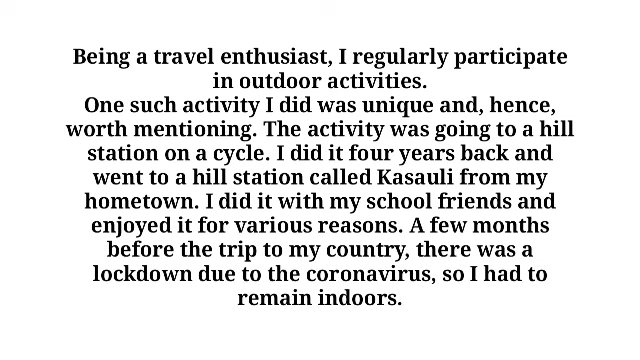 Being a travel enthusiast, I regularly participate
in outdoor activities.
One such activity I did was unique and, hence,
worth mentioning. The activity was going to a hill
station on a cycle. I did it four years back and
went to a hill station called Kasauli from my
hometown. I did it with my school friends and
enjoyed it for various reasons. A few months
before the trip to my country, there was a
lockdown due to the coronavirus, so I had to
remain indoors.